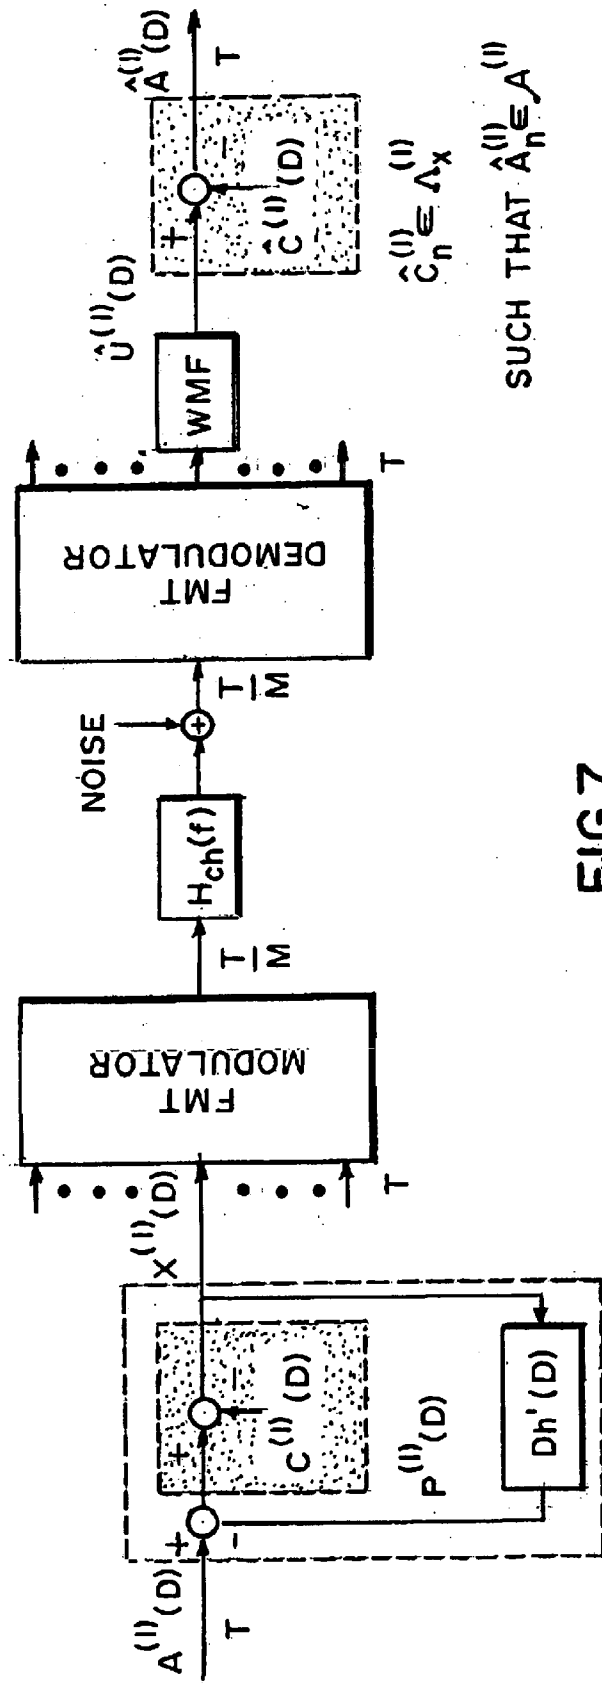 A^(I)(D)
T
+
-
+
-
C^(I)(D)
P^(I)(D)
Dh'(D)
X^(I)(D)
T
FMT
MODULATOR
T/M
H_ch(f)
NOISE
+
T/M
FMT
DEMODULATOR
T
WMF
Û^(I)(D)
+
-
Ĉ^(I)(D)
Â^(I)(D)
T
Ĉ_n^(I) ∈ Λ_x^(I)
SUCH THAT Â_n^(I) ∈ A^(I)
FIG.7